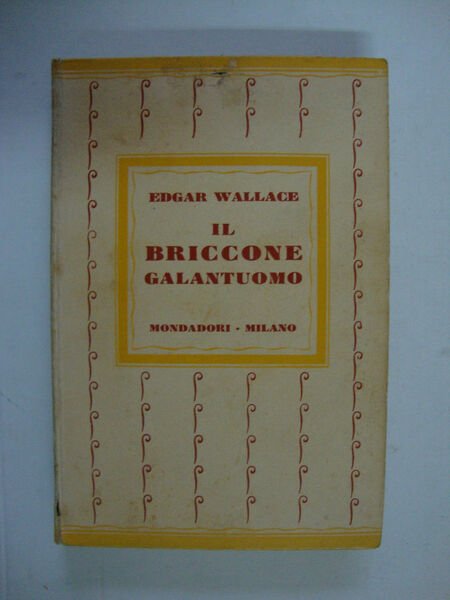 EDGAR WALLACE
IL
BRICCONE
GALANTUOMO
MONDADORI • MILANO